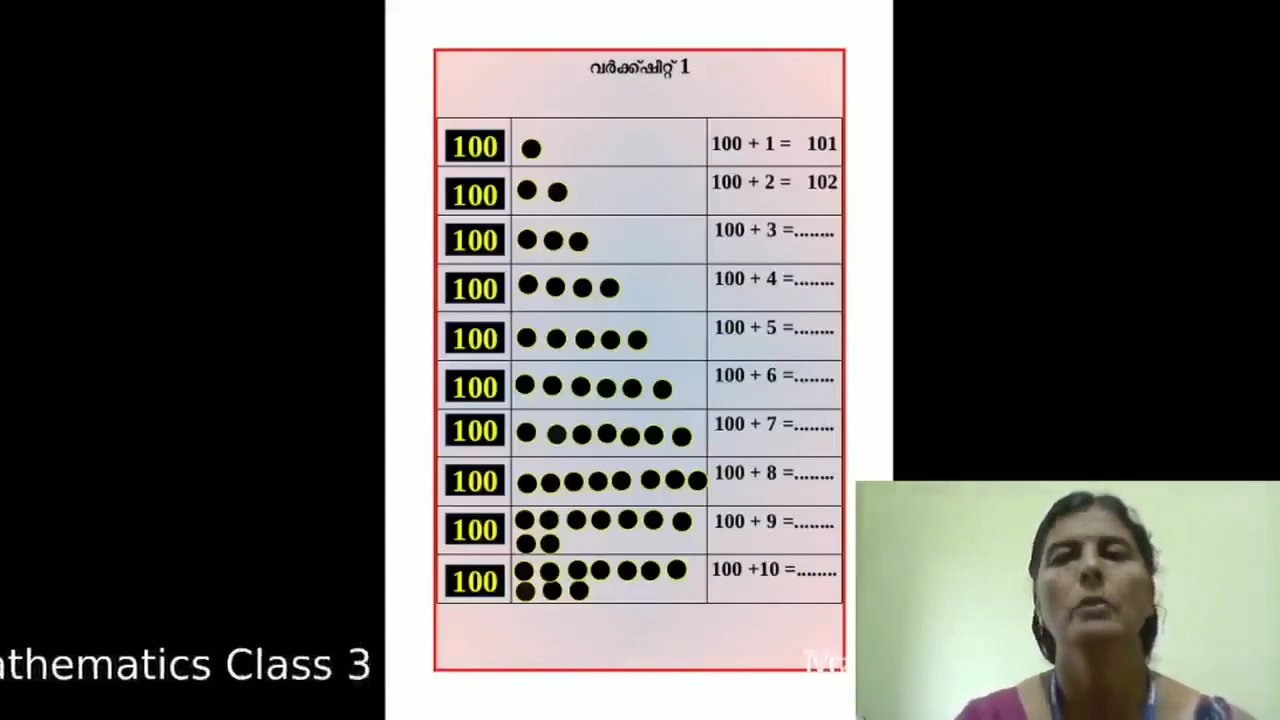 വർക്ക്ഷീറ്റ് 1
100 100 + 1 = 101
100 100 + 2 = 102
100 100 + 3 =........
100 100 + 4 =........
100 100 + 5 =........
100 100 + 6 =........
100 100 + 7 =........
100 100 + 8 =........
100 100 + 9 =........
100 100 +10 =........
Class 3